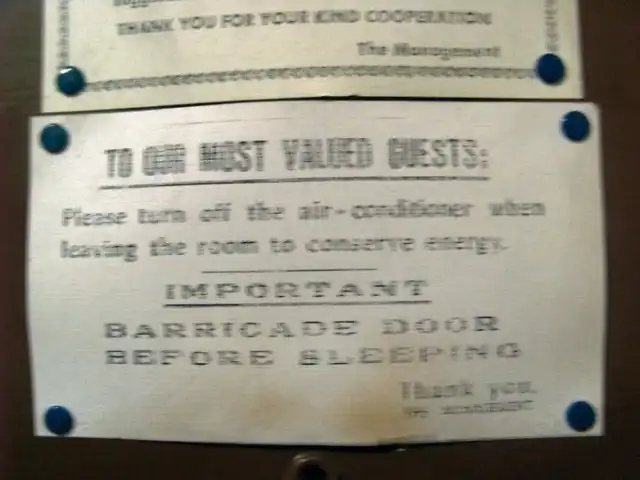 THANK YOU FOR YOUR KIND COOPERATION
The Management
TO OUR MOST VALUED GUESTS:
Please turn off the air-conditioner when
leaving the room to conserve energy.
IMPORTANT
BARRICADE DOOR
BEFORE SLEEPING
Thank you.